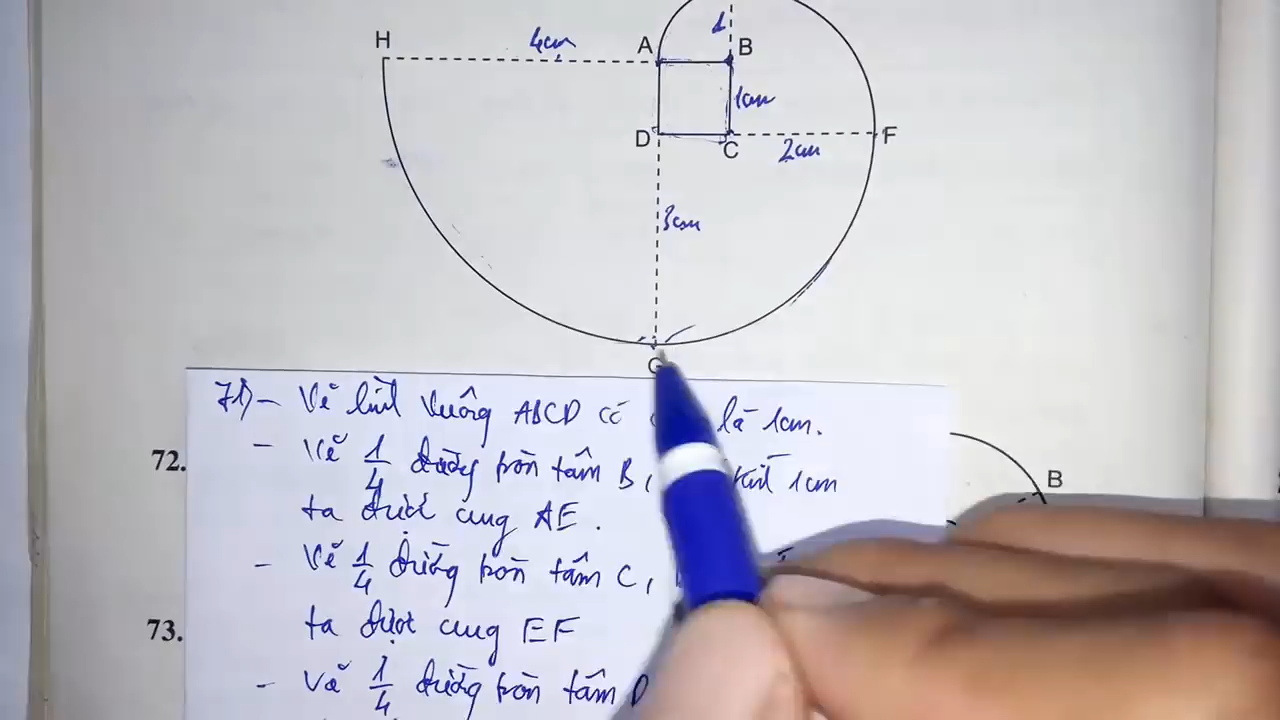 1
H 4cm A B
1cm
D C 2cm F
3cm
71) - Vẽ hình vuông ABCD có là 1cm.
72.
- Vẽ 1/4 đường tròn tâm B, kính 1cm
B
ta được cung AE.
- Vẽ 1/4 đường tròn tâm C,
73.
ta được cung EF
- Vẽ 1/4 đường tròn tâm D